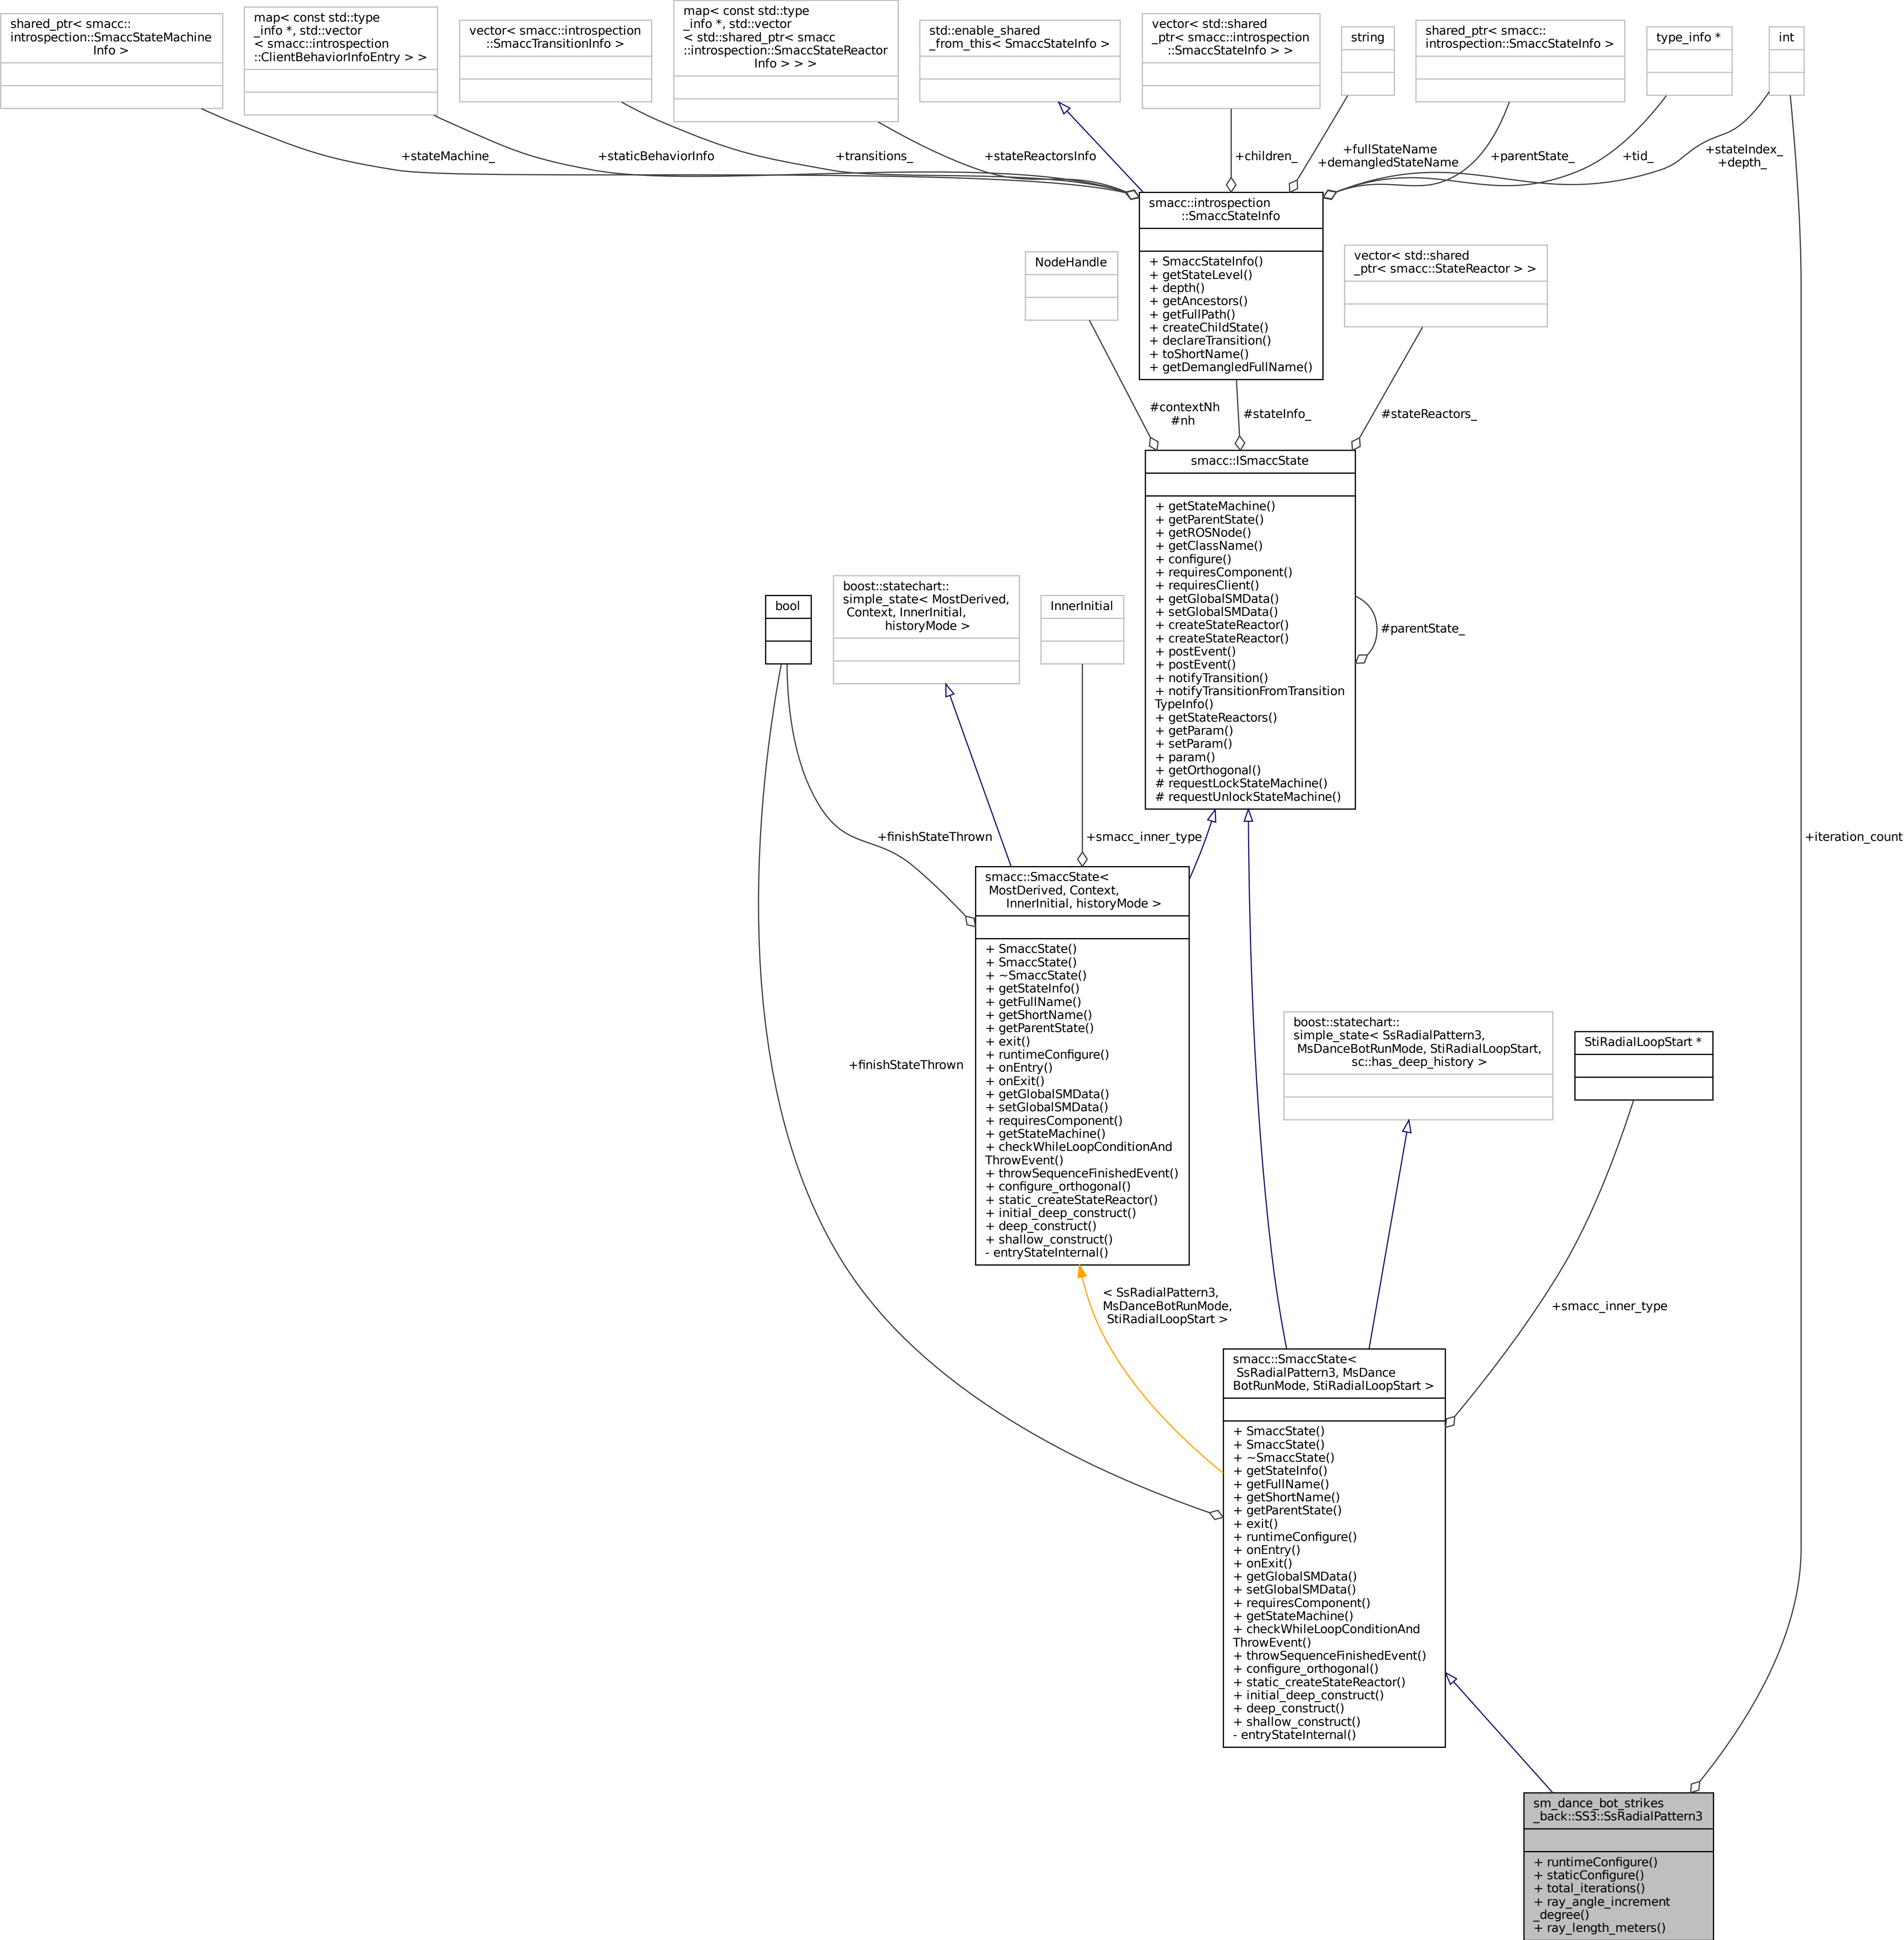 shared_ptr< smacc::
introspection::SmaccStateMachine
Info >
map< const std::type
_info *, std::vector
< smacc::introspection
::ClientBehaviorInfoEntry > >
vector< smacc::introspection
::SmaccTransitionInfo >
map< const std::type
_info *, std::vector
< std::shared_ptr< smacc
::introspection::SmaccStateReactor
Info > > >
std::enable_shared
_from_this< SmaccStateInfo >
vector< std::shared
_ptr< smacc::introspection
::SmaccStateInfo > >
string
shared_ptr< smacc::
introspection::SmaccStateInfo >
type_info *
int
+stateMachine_
+staticBehaviorInfo
+transitions_
+stateReactorsInfo
+children_
+fullStateName
+demangledStateName
+parentState_
+tid_
+stateIndex_
+depth_
smacc::introspection
::SmaccStateInfo
+ SmaccStateInfo()
+ getStateLevel()
+ depth()
+ getAncestors()
+ getFullPath()
+ createChildState()
+ declareTransition()
+ toShortName()
+ getDemangledFullName()
NodeHandle
vector< std::shared
_ptr< smacc::StateReactor > >
#contextNh
#nh
#stateInfo_
#stateReactors_
smacc::ISmaccState
+ getStateMachine()
+ getParentState()
+ getROSNode()
+ getClassName()
+ configure()
+ requiresComponent()
+ requiresClient()
+ getGlobalSMData()
+ setGlobalSMData()
+ createStateReactor()
+ createStateReactor()
+ postEvent()
+ postEvent()
+ notifyTransition()
+ notifyTransitionFromTransition
TypeInfo()
+ getStateReactors()
+ getParam()
+ setParam()
+ param()
+ getOrthogonal()
# requestLockStateMachine()
# requestUnlockStateMachine()
#parentState_
bool
boost::statechart::
simple_state< MostDerived,
Context, InnerInitial,
historyMode >
InnerInitial
+finishStateThrown
+smacc_inner_type
+iteration_count
smacc::SmaccState<
MostDerived, Context,
InnerInitial, historyMode >
+ SmaccState()
+ SmaccState()
+ ~SmaccState()
+ getStateInfo()
+ getFullName()
+ getShortName()
+ getParentState()
+ exit()
+ runtimeConfigure()
+ onEntry()
+ onExit()
+ getGlobalSMData()
+ setGlobalSMData()
+ requiresComponent()
+ getStateMachine()
+ checkWhileLoopConditionAnd
ThrowEvent()
+ throwSequenceFinishedEvent()
+ configure_orthogonal()
+ static_createStateReactor()
+ initial_deep_construct()
+ deep_construct()
+ shallow_construct()
- entryStateInternal()
+finishStateThrown
boost::statechart::
simple_state< SsRadialPattern3,
MsDanceBotRunMode, StiRadialLoopStart,
sc::has_deep_history >
StiRadialLoopStart *
< SsRadialPattern3,
MsDanceBotRunMode,
StiRadialLoopStart >
+smacc_inner_type
smacc::SmaccState<
SsRadialPattern3, MsDance
BotRunMode, StiRadialLoopStart >
+ SmaccState()
+ SmaccState()
+ ~SmaccState()
+ getStateInfo()
+ getFullName()
+ getShortName()
+ getParentState()
+ exit()
+ runtimeConfigure()
+ onEntry()
+ onExit()
+ getGlobalSMData()
+ setGlobalSMData()
+ requiresComponent()
+ getStateMachine()
+ checkWhileLoopConditionAnd
ThrowEvent()
+ throwSequenceFinishedEvent()
+ configure_orthogonal()
+ static_createStateReactor()
+ initial_deep_construct()
+ deep_construct()
+ shallow_construct()
- entryStateInternal()
sm_dance_bot_strikes
_back::SS3::SsRadialPattern3
+ runtimeConfigure()
+ staticConfigure()
+ total_iterations()
+ ray_angle_increment
_degree()
+ ray_length_meters()